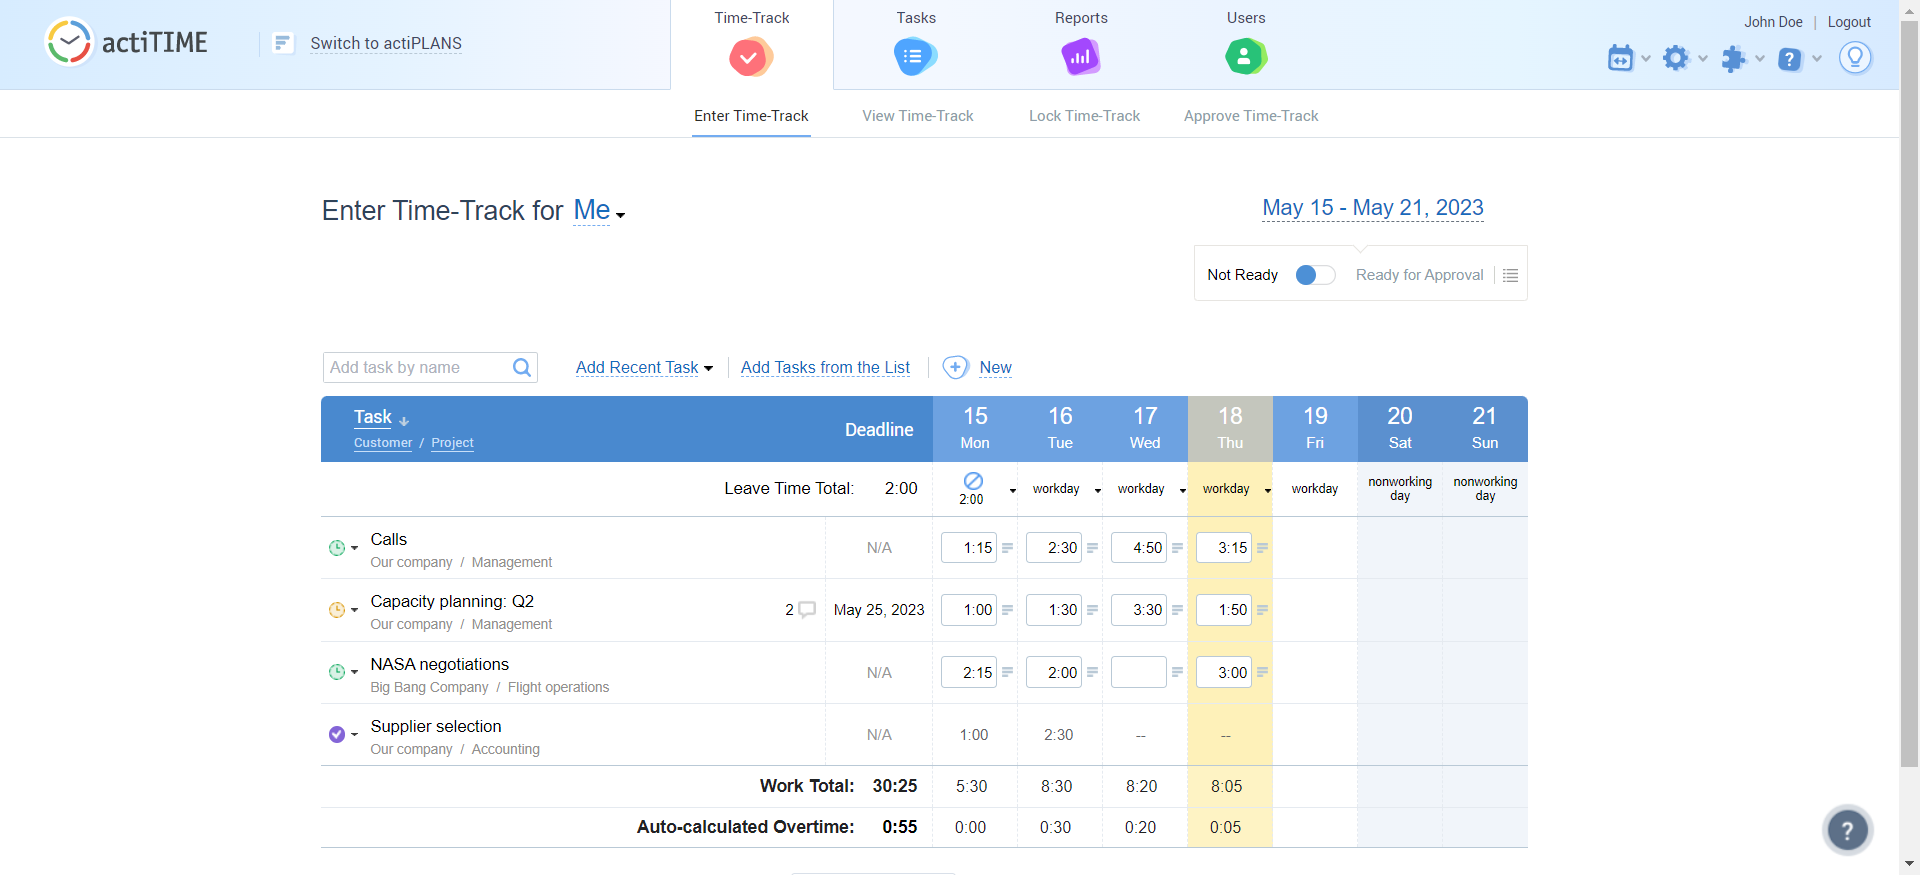 actiTIME
Switch to actiPLANS
Time-Track
Tasks
Reports
Users
John Doe | Logout
Enter Time-Track
View Time-Track
Lock Time-Track
Approve Time-Track
Enter Time-Track for Me
May 15 - May 21, 2023
Not Ready
Ready for Approval
Add task by name
Add Recent Task
Add Tasks from the List
New
Task
Customer / Project
Deadline
15 Mon
16 Tue
17 Wed
18 Thu
19 Fri
20 Sat
21 Sun
Leave Time Total: 2:00
2:00
workday
workday
workday
workday
nonworking day
nonworking day
Calls
Our company / Management
N/A 1:15 2:30 4:50 3:15
Capacity planning: Q2
Our company / Management
2 May 25, 2023 1:00 1:30 3:30 1:50
NASA negotiations
Big Bang Company / Flight operations
N/A 2:15 2:00 3:00
Supplier selection
Our company / Accounting
N/A 1:00 2:30 -- --
Work Total: 30:25 5:30 8:30 8:20 8:05
Auto-calculated Overtime: 0:55 0:00 0:30 0:20 0:05
?